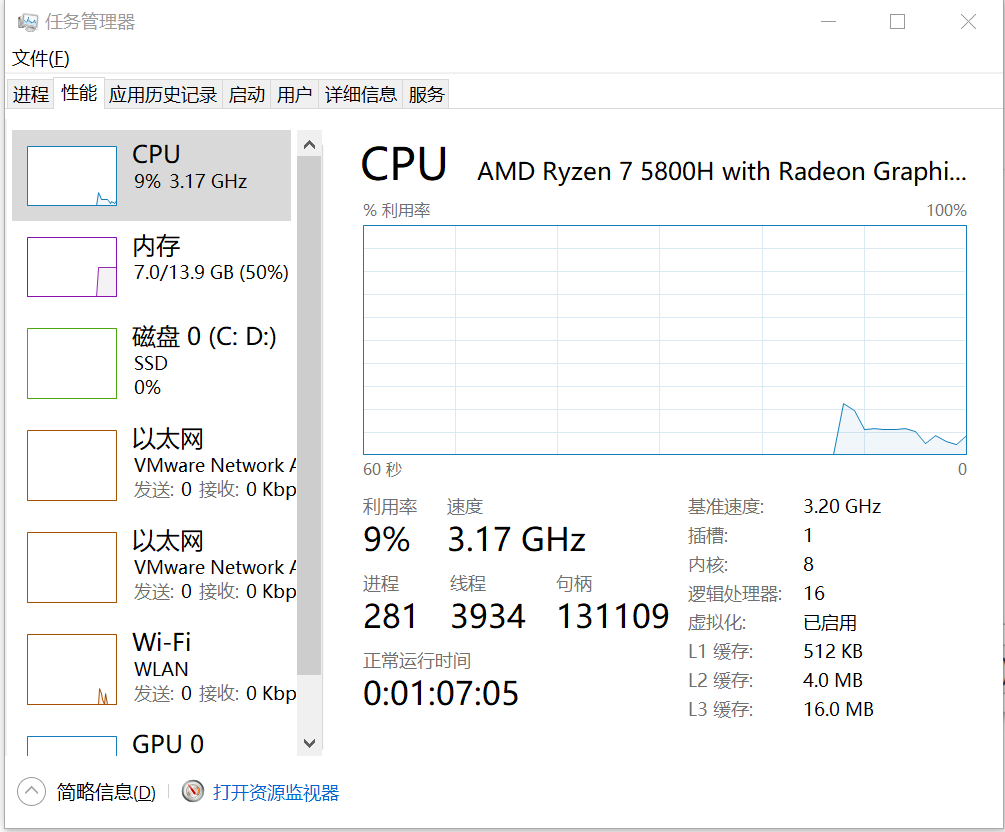 任务管理器
文件(F)
进程 性能 应用历史记录 启动 用户 详细信息 服务
CPU
9% 3.17 GHz
内存
7.0/13.9 GB (50%)
磁盘 0 (C: D:)
SSD
0%
以太网
VMware Network A
发送: 0 接收: 0 Kbp
以太网
VMware Network A
发送: 0 接收: 0 Kbp
Wi-Fi
WLAN
发送: 0 接收: 0 Kbp
GPU 0
CPU AMD Ryzen 7 5800H with Radeon Graphi...
% 利用率 100%
60 秒 0
利用率 速度
9% 3.17 GHz
进程 线程 句柄
281 3934 131109
正常运行时间
0:01:07:05
基准速度: 3.20 GHz
插槽: 1
内核: 8
逻辑处理器: 16
虚拟化: 已启用
L1 缓存: 512 KB
L2 缓存: 4.0 MB
L3 缓存: 16.0 MB
简略信息(D) 打开资源监视器